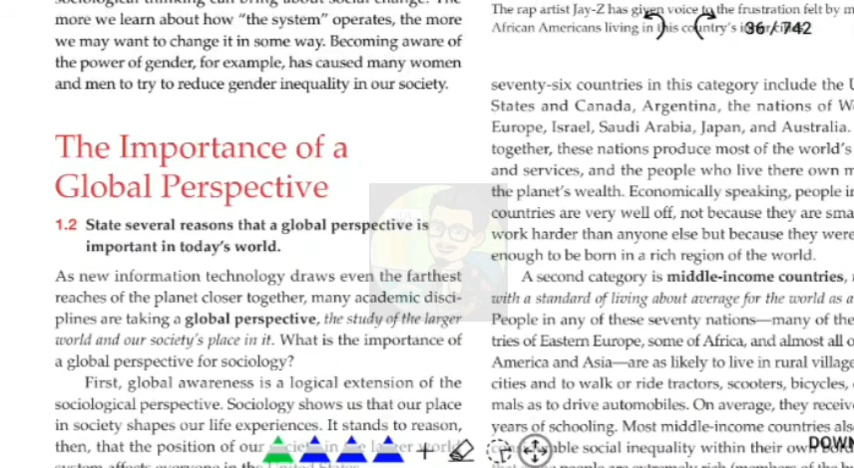 more we learn about how “the system” operates, the more
we may want to change it in some way. Becoming aware of
the power of gender, for example, has caused many women
and men to try to reduce gender inequality in our society.
The Importance of a
Global Perspective
1.2 State several reasons that a global perspective is
important in today’s world.
As new information technology draws even the farthest
reaches of the planet closer together, many academic disci-
plines are taking a global perspective, the study of the larger
world and our society’s place in it. What is the importance of
a global perspective for sociology?
First, global awareness is a logical extension of the
sociological perspective. Sociology shows us that our place
in society shapes our life experiences. It stands to reason,
then, that the position of our in larger world
The rap artist Jay-Z has given voice to the frustration felt by
African Americans living in this country’s
36 / 742
seventy-six countries in this category include the
States and Canada, Argentina, the nations of
Europe, Israel, Saudi Arabia, Japan, and Australia.
together, these nations produce most of the world’s
and services, and the people who live there own
the planet’s wealth. Economically speaking, people
countries are very well off, not because they are
work harder than anyone else but because they were
enough to be born in a rich region of the world.
A second category is middle-income countries,
with a standard of living about average for the world as a
People in any of these seventy nations—many of the
tries of Eastern Europe, some of Africa, and almost all
America and Asia—are as likely to live in rural
cities and to walk or ride tractors, scooters, bicycles,
mals as to drive automobiles. On average, they
years of schooling. Most middle-income countries
social inequality within their own
DOWN